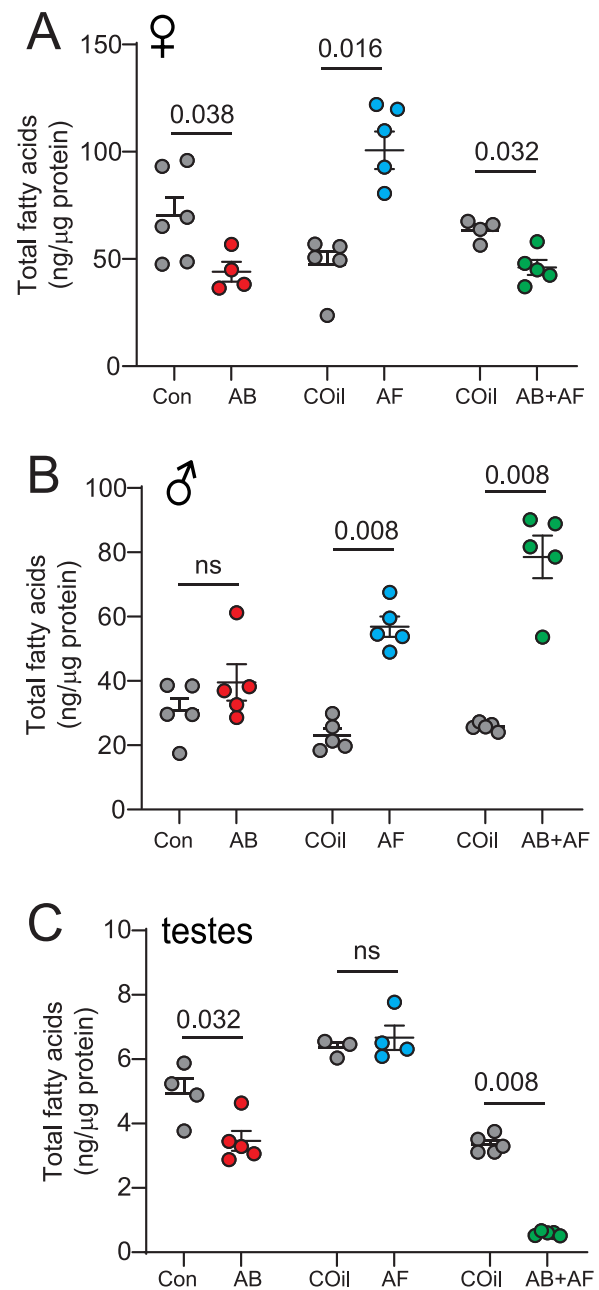 A ♀
Total fatty acids
(ng/μg protein)
150
100
50
0
0.038
0.016
0.032
Con AB COil AF COil AB+AF
B ♂
Total fatty acids
(ng/μg protein)
100
80
60
40
20
0
ns
0.008
0.008
Con AB COil AF COil AB+AF
C testes
Total fatty acids
(ng/μg protein)
10
8
6
4
2
0
0.032
ns
0.008
Con AB COil AF COil AB+AF